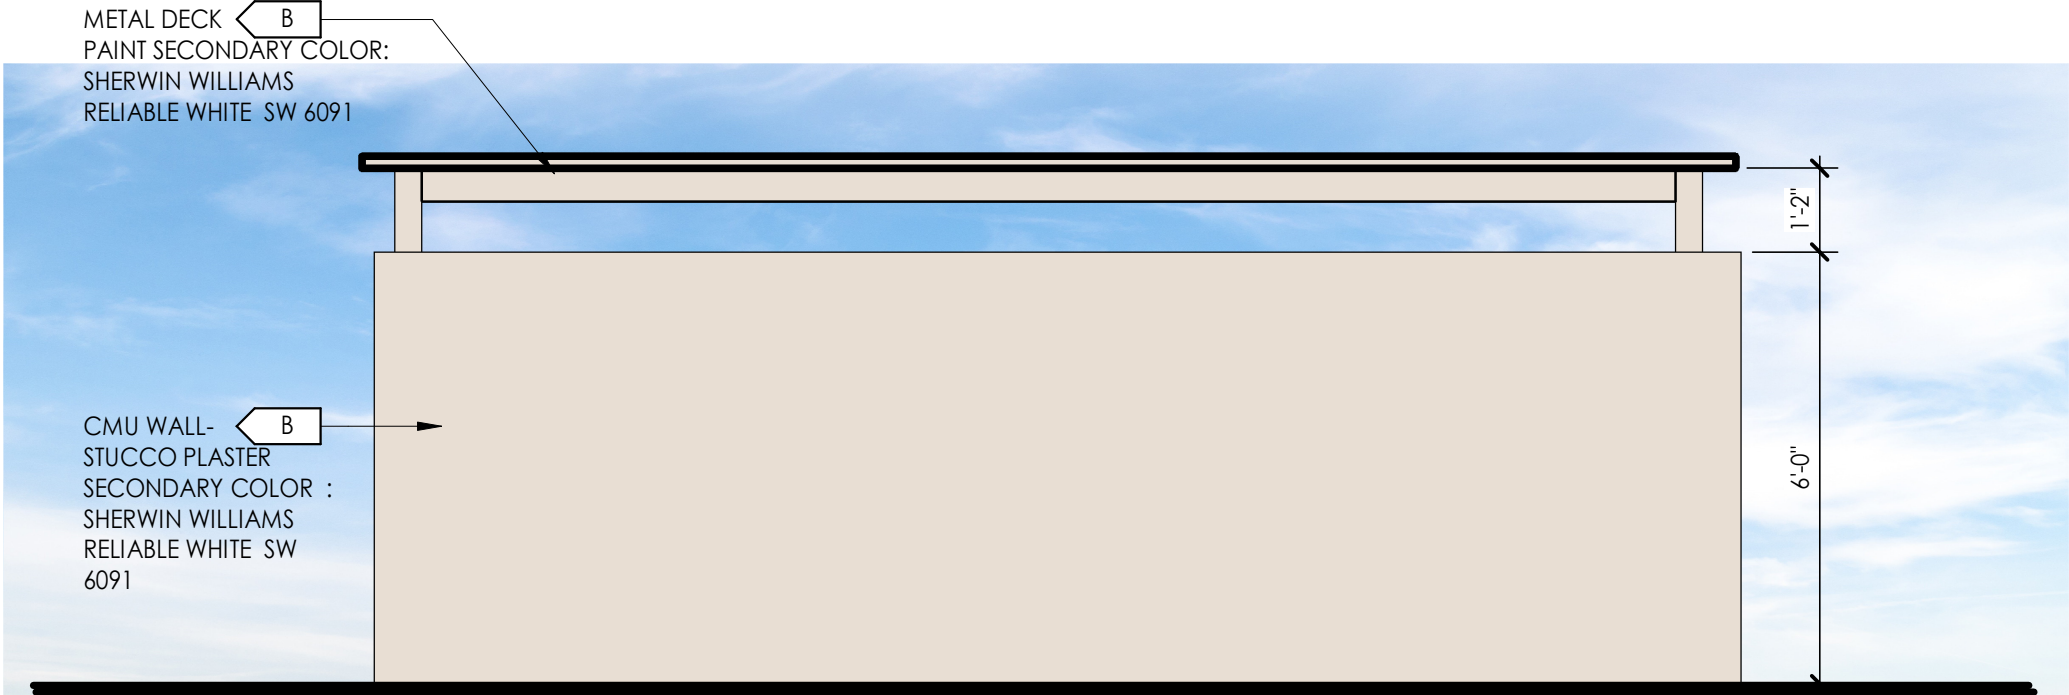 METAL DECK B
PAINT SECONDARY COLOR:
SHERWIN WILLIAMS
RELIABLE WHITE SW 6091
1'-2"
CMU WALL- B
STUCCO PLASTER
SECONDARY COLOR :
SHERWIN WILLIAMS
RELIABLE WHITE SW
6091
6'-0"